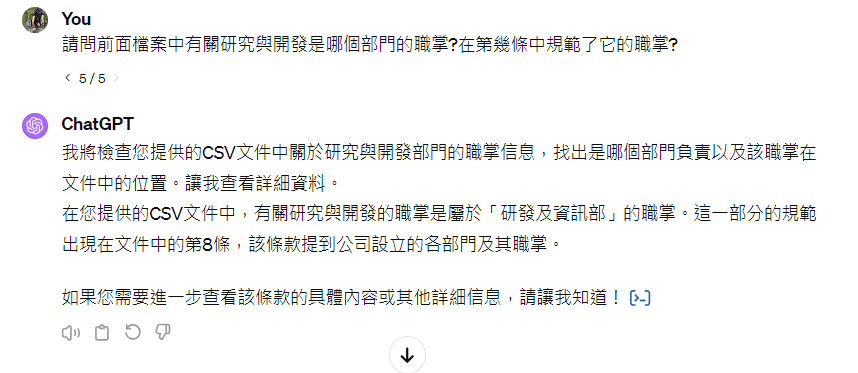 You
請問前面檔案中有關研究與開發是哪個部門的職掌?在第幾條中規範了它的職掌?
< 5 / 5 >
ChatGPT
我將檢查您提供的CSV文件中關於研究與開發部門的職掌信息，找出是哪個部門負責以及該職掌在
文件中的位置。讓我查看詳細資料。
在您提供的CSV文件中，有關研究與開發的職掌是屬於「研發及資訊部」的職掌。這一部分的規範
出現在文件中的第8條，該條款提到公司設立的各部門及其職掌。
如果您需要進一步查看該條款的具體內容或其他詳細信息，請讓我知道！ [>-]